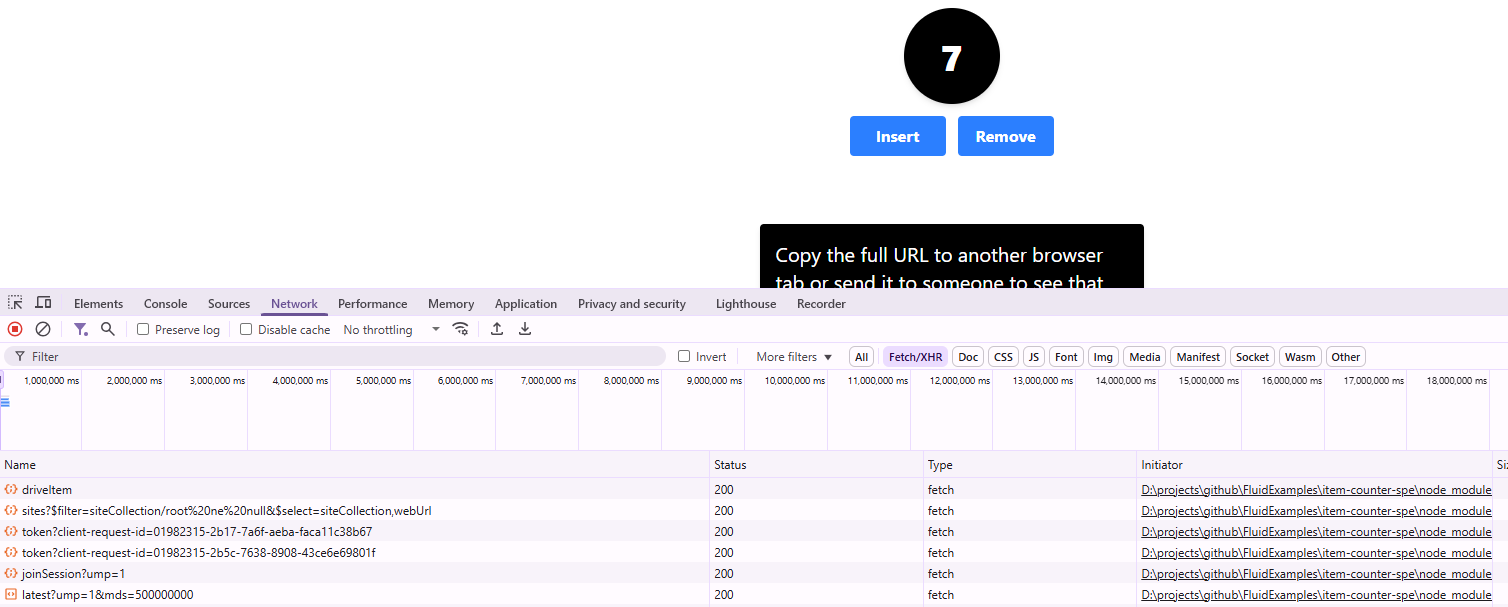 7
Insert Remove
Copy the full URL to another browser
tab or send it to someone to see that
Elements Console Sources Network Performance Memory Application Privacy and security Lighthouse Recorder
Preserve log Disable cache No throttling
Filter Invert More filters All Fetch/XHR Doc CSS JS Font Img Media Manifest Socket Wasm Other
1,000,000 ms 2,000,000 ms 3,000,000 ms 4,000,000 ms 5,000,000 ms 6,000,000 ms 7,000,000 ms 8,000,000 ms 9,000,000 ms 10,000,000 ms 11,000,000 ms 12,000,000 ms 13,000,000 ms 14,000,000 ms 15,000,000 ms 16,000,000 ms 17,000,000 ms 18,000,000 ms
Name Status Type Initiator
driveItem 200 fetch D:\projects\github\FluidExamples\item-counter-spe\node_module
sites?$filter=siteCollection/root%20ne%20null&$select=siteCollection,webUrl 200 fetch D:\projects\github\FluidExamples\item-counter-spe\node_module
token?client-request-id=01982315-2b17-7a6f-aeba-faca11c38b67 200 fetch D:\projects\github\FluidExamples\item-counter-spe\node_module
token?client-request-id=01982315-2b5c-7638-8908-43ce6e69801f 200 fetch D:\projects\github\FluidExamples\item-counter-spe\node_module
joinSession?ump=1 200 fetch D:\projects\github\FluidExamples\item-counter-spe\node_module
latest?ump=1&mds=500000000 200 fetch D:\projects\github\FluidExamples\item-counter-spe\node_module